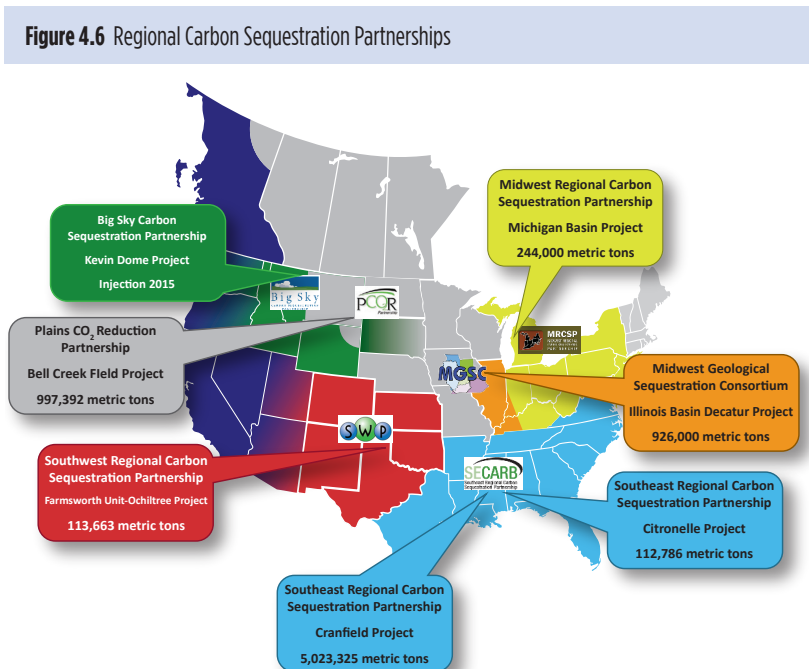 Figure 4.6 Regional Carbon Sequestration Partnerships
Midwest Regional Carbon
Sequestration Partnership
Michigan Basin Project
244,000 metric tons
Big Sky Carbon
Sequestration Partnership
Kevin Dome Project
Injection 2015
Big Sky
PCOR
Partnership
MRCSP
Plains CO₂ Reduction
Partnership
Bell Creek Field Project
997,392 metric tons
MGSC
Midwest Geological
Sequestration Consortium
Illinois Basin Decatur Project
926,000 metric tons
SWP
Southwest Regional Carbon
Sequestration Partnership
Farmsworth Unit-Ochiltree Project
113,663 metric tons
SECARB
Southeast Regional Carbon
Sequestration Partnership
Southeast Regional Carbon
Sequestration Partnership
Citronelle Project
112,786 metric tons
Southeast Regional Carbon
Sequestration Partnership
Cranfield Project
5,023,325 metric tons